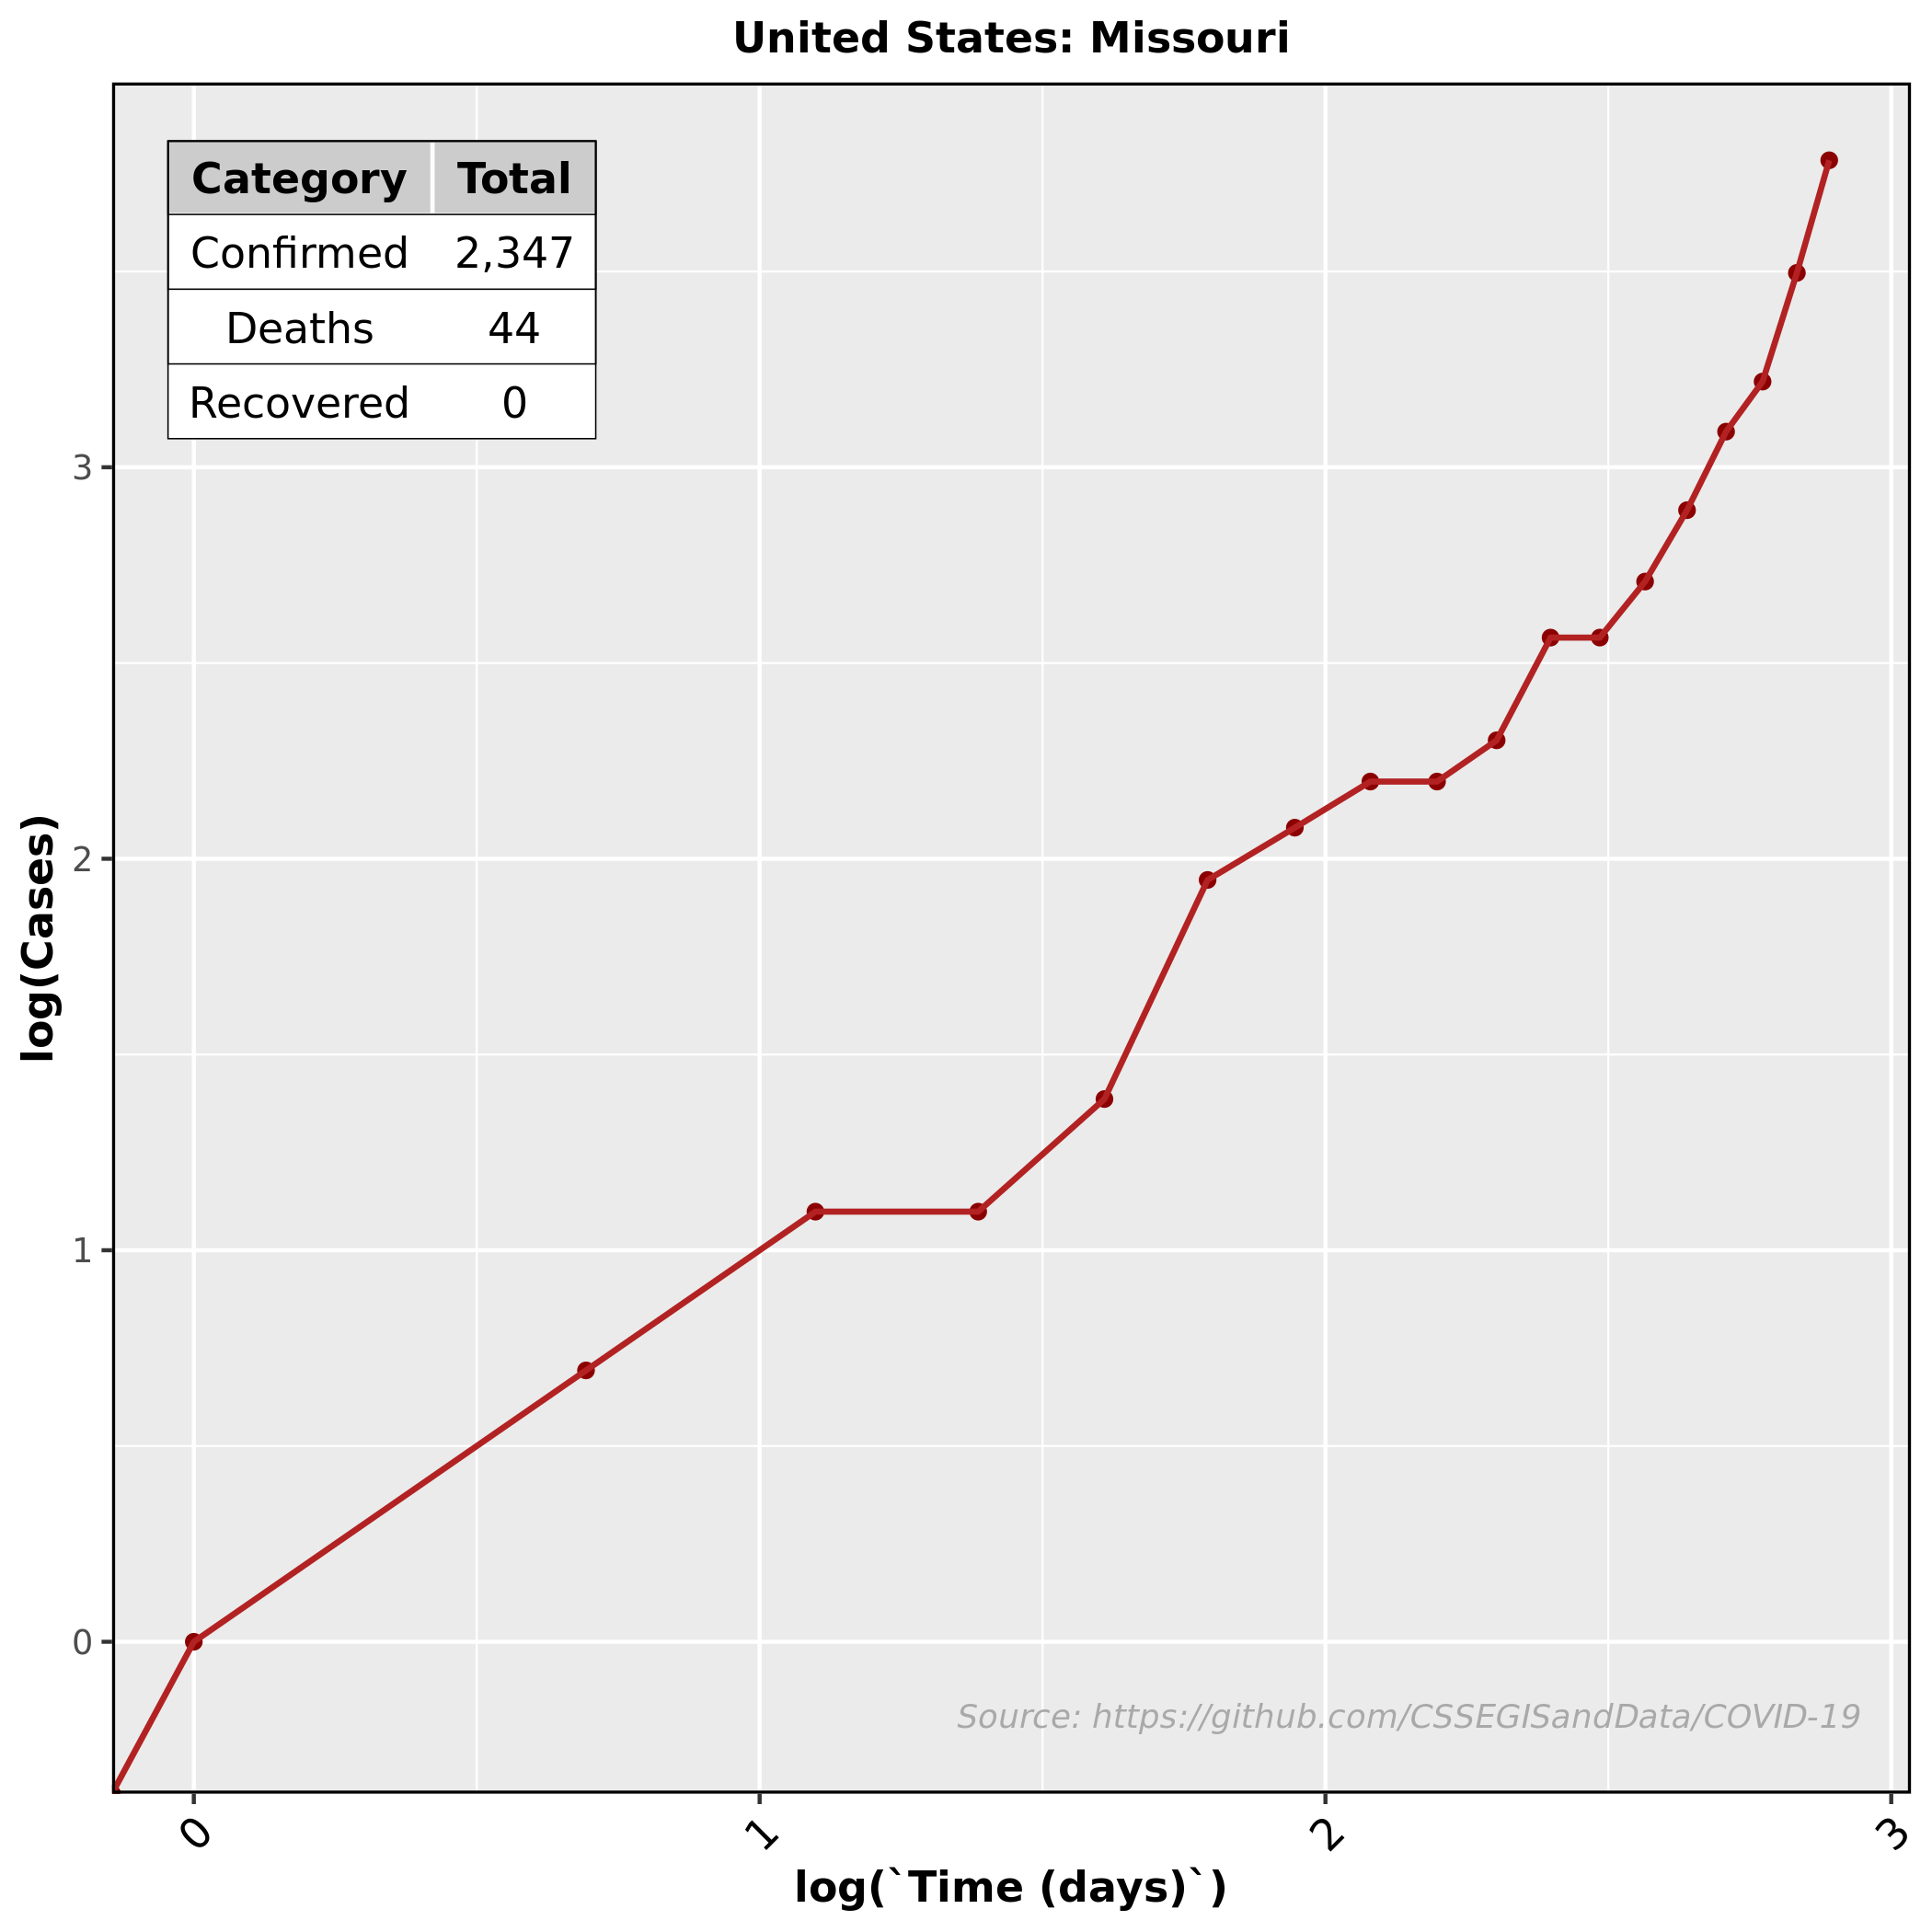 United States: Missouri
Category Total
Confirmed 2,347
Deaths 44
Recovered 0
3
2
1
0
log(Cases)
0 1 2 3
log(`Time (days)`)
Source: https://github.com/CSSEGISandData/COVID-19